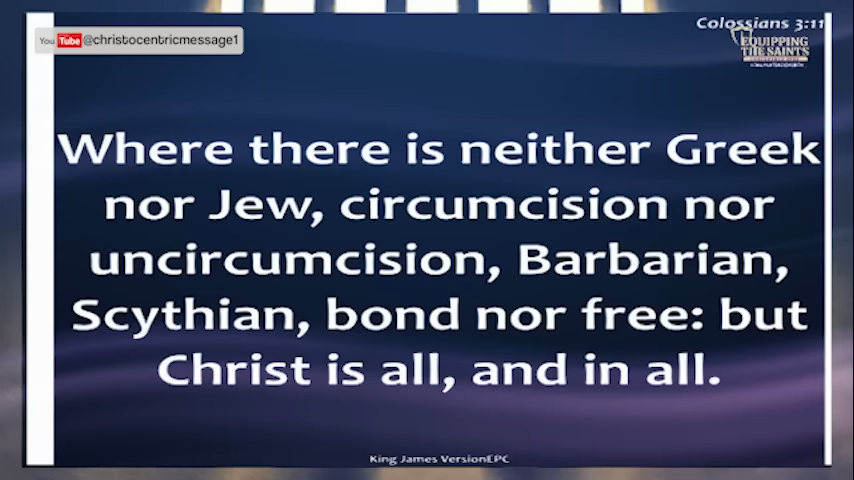 Colossians 3:11
YouTube @christocentricmessage1
EQUIPPING
THE SAINTS
Where there is neither Greek
nor Jew, circumcision nor
uncircumcision, Barbarian,
Scythian, bond nor free: but
Christ is all, and in all.
King James VersionEPC